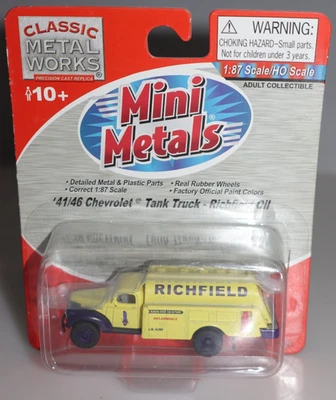 CLASSIC
METAL
WORKS®
PRECISION CAST REPLICA
10+
WARNING:
CHOKING HAZARD-Small parts.
Not for children under 3 years.
1:87 Scale/HO Scale
ADULT COLLECTIBLE
Mini
Metals®
• Detailed Metal & Plastic Parts
• Real Rubber Wheels
• Correct 1:87 Scale
• Factory Official Paint Colors
'41/46 Chevrolet® Tank Truck - Richfield Oil
RICHFIELD